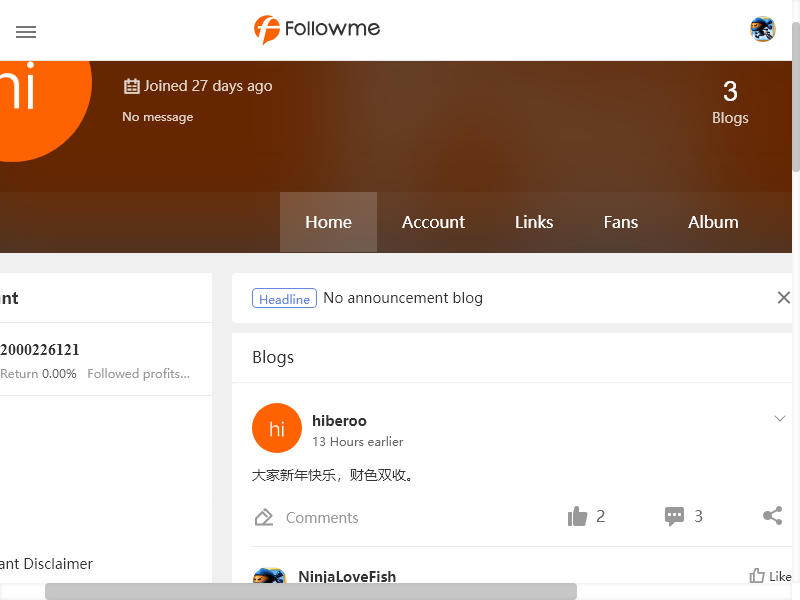 Followme
hi
Joined 27 days ago
No message
3
Blogs
Home
Account
Links
Fans
Album
nt
2000226121
Return 0.00% Followed profits...
ant Disclaimer
Headline No announcement blog
Blogs
hi
hiberoo
13 Hours earlier
大家新年快乐，财色双收。
Comments
2
3
NinjaLoveFish
Like